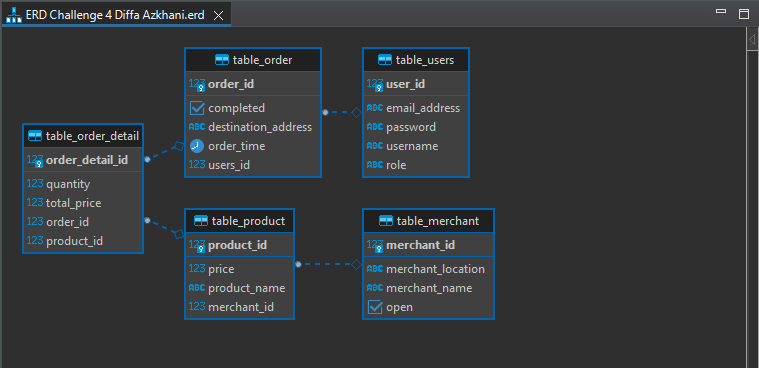 ERD Challenge 4 Diffa Azkhani.erd
table_order
123 order_id
completed
ABC destination_address
order_time
123 users_id
table_users
123 user_id
ABC email_address
ABC password
ABC username
ABC role
table_order_detail
123 order_detail_id
123 quantity
123 total_price
123 order_id
123 product_id
table_product
123 product_id
123 price
ABC product_name
123 merchant_id
table_merchant
123 merchant_id
ABC merchant_location
ABC merchant_name
open